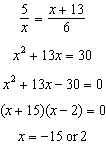 5/x = (x + 13)/6
x² + 13x = 30
x² + 13x − 30 = 0
(x + 15)(x − 2) = 0
x = −15 or 2